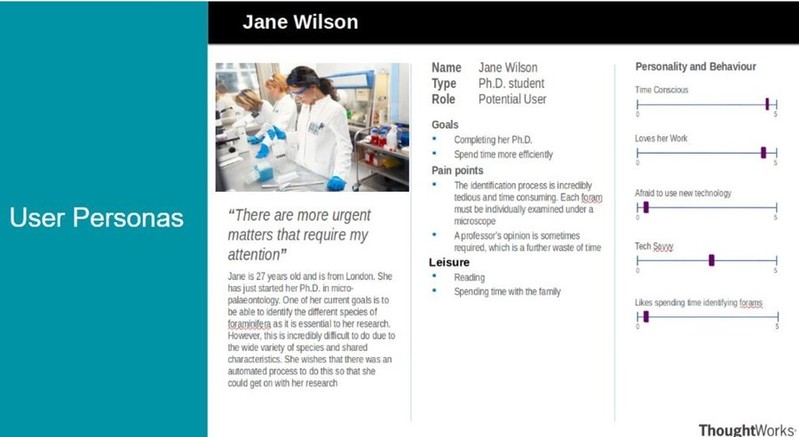 Jane Wilson
User Personas
“There are more urgent
matters that require my
attention”
Jane is 27 years old and is from London. She
has just started her Ph.D. in micro-
palaeontology. One of her current goals is to
be able to identify the different species of
foraminifera as it is essential to her research.
However, this is incredibly difficult to do due to
the wide variety of species and shared
characteristics. She wishes that there was an
automated process to do this so that she
could get on with her research
Name Jane Wilson
Type Ph.D. student
Role Potential User
Goals
• Completing her Ph.D.
• Spend time more efficiently
Pain points
• The identification process is incredibly
tedious and time consuming. Each foram
must be individually examined under a
microscope
• A professor's opinion is sometimes
required, which is a further waste of time
Leisure
• Reading
• Spending time with the family
Personality and Behaviour
Time Conscious
0 5
Loves her Work
0 5
Afraid to use new technology
0 5
Tech Savvy
0 5
Likes spending time identifying forams
0 5
ThoughtWorks